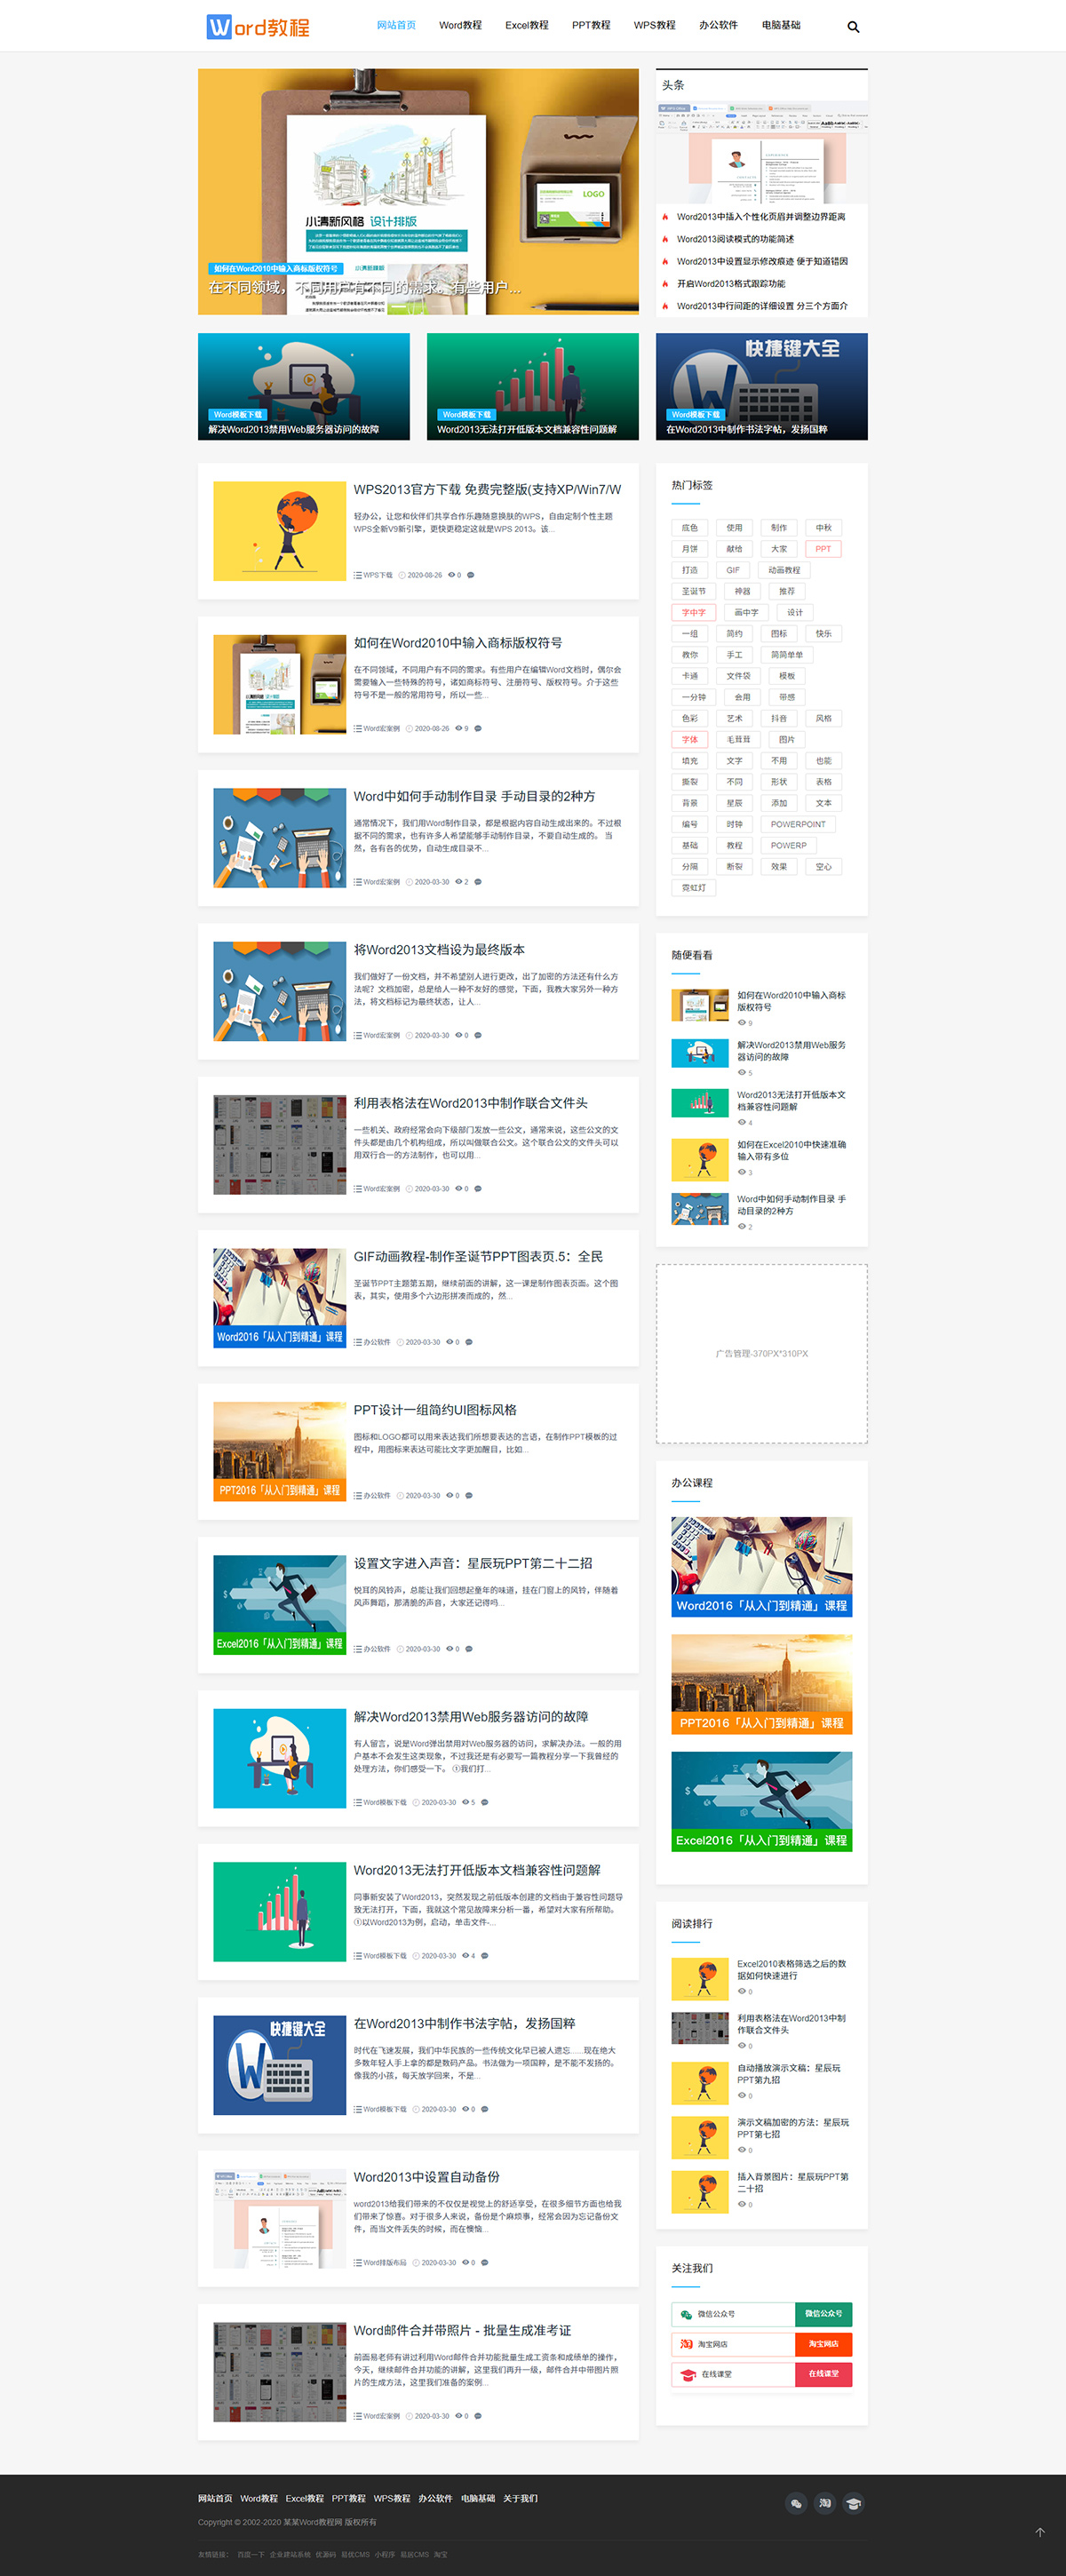 Word教程
网站首页 Word教程 Excel教程 PPT教程 WPS教程 办公软件 电脑基础
LOGO
小清新风格 设计排版
如何在Word2010中输入商标版权符号
在不同领域，不同用户有不同的需求。有些用户...
头条
Word2013中插入个性化页眉并调整边界距离
Word2013阅读模式的功能简述
Word2013中设置显示修改痕迹 便于知道错因
开启Word2013格式跟踪功能
Word2013中行间距的详细设置 分三个方面介
Word模板下载
解决Word2013禁用Web服务器访问的故障
Word模板下载
Word2013无法打开低版本文档兼容性问题解
快捷键大全
Word模板下载
在Word2013中制作书法字帖，发扬国粹
WPS2013官方下载 免费完整版(支持XP/Win7/W
轻办公，让您和伙伴们共享合作乐趣随意换肤的WPS，自由定制个性主题
WPS全新V9新引擎，更快更稳定这就是WPS 2013。该...
WPS下载 2020-08-26 0
如何在Word2010中输入商标版权符号
在不同领域，不同用户有不同的需求。有些用户在编辑Word文档时，偶尔会
需要输入一些特殊的符号，诸如商标符号、注册符号、版权符号。介于这些
符号不是一般的常用符号，所以一些...
Word宏案例 2020-08-26 9
Word中如何手动制作目录 手动目录的2种方
通常情况下，我们用Word制作目录，都是根据内容自动生成出来的。不过根
据不同的需求，也有许多人希望能够手动制作目录，不要自动生成的。 当
然，各有各的优势，自动生成目录不...
Word宏案例 2020-03-30 2
将Word2013文档设为最终版本
我们做好了一份文档，并不希望别人进行更改，出了加密的方法还有什么方
法呢？文档加密，总是给人一种不友好的感觉，下面，我教大家另外一种方
法，将文档标记为最终状态，让人...
Word宏案例 2020-03-30 0
利用表格法在Word2013中制作联合文件头
一些机关、政府经常会向下级部门发放一些公文，通常来说，这些公文的文
件头都是由几个机构组成，所以叫做联合公文。这个联合公文的文件头可以
用双行合一的方法制作，也可以用...
Word宏案例 2020-03-30 0
Word2016「从入门到精通」课程
GIF动画教程-制作圣诞节PPT图表页.5：全民
圣诞节PPT主题第五期，继续前面的讲解，这一课是制作图表页面。这个图
表，其实，使用多个六边形拼凑而成的，然...
办公软件 2020-03-30 0
PPT2016「从入门到精通」课程
PPT设计一组简约UI图标风格
图标和LOGO都可以用来表达我们所想要表达的言语，在制作PPT模板的过
程中，用图标来表达可能比文字更加醒目，比如...
办公软件 2020-03-30 0
Excel2016「从入门到精通」课程
设置文字进入声音：星辰玩PPT第二十二招
悦耳的风铃声，总能让我们回想起童年的味道，挂在门窗上的风铃，伴随着
风声舞蹈，那清脆的声音，大家还记得吗...
办公软件 2020-03-30 0
解决Word2013禁用Web服务器访问的故障
有人留言，说是Word弹出禁用对Web服务器的访问，求解决办法。一般的用
户基本不会发生这类现象，不过我还是有必要写一篇教程分享一下我曾经的
处理方法，你们感受一下。 ①我们打...
Word模板下载 2020-03-30 5
Word2013无法打开低版本文档兼容性问题解
同事新安装了Word2013，突然发现之前低版本创建的文档由于兼容性问题导
致无法打开，下面，我就这个常见故障来分析一番，希望对大家有所帮助。
①以Word2013为例，启动，单击文件-...
Word模板下载 2020-03-30 4
快捷键大全
在Word2013中制作书法字帖，发扬国粹
时代在飞速发展，我们中华民族的一些传统文化早已被人遗忘......现在绝大
多数年轻人手上拿的都是数码产品。书法做为一项国粹，是不能不发扬的。
像我的小孩，每天放学回来，不是...
Word模板下载 2020-03-30 0
Word2013中设置自动备份
word2013给我们带来的不仅仅是视觉上的舒适享受，在很多细节方面也给我
们带来了惊喜。对于很多人来说，备份是个麻烦事，经常会因为忘记备份文
件，而当文件丢失的时候，而在懊恼...
Word排版布局 2020-03-30 0
Word邮件合并带照片 - 批量生成准考证
前面易老师有讲过利用Word邮件合并功能批量生成工资条和成绩单的操作，
今天，继续邮件合并功能的讲解，这里我们再升一级，邮件合并中带图片照
片的生成方法，这里我们准备的案例...
Word宏案例 2020-03-30 0
热门标签
底色 使用 制作 中秋
月饼 献给 大家 PPT
打造 GIF 动画教程
圣诞节 神器 推荐
字中字 画中字 设计
一组 简约 图标 快乐
教你 手工 简简单单
卡通 文件袋 模板
一分钟 会用 带感
色彩 艺术 抖音 风格
字体 毛茸茸 图片
填充 文字 不用 也能
撕裂 不同 形状 表格
背景 星辰 添加 文本
编号 时钟 POWERPOINT
基础 教程 POWERP
分隔 断裂 效果 空心
霓虹灯
随便看看
如何在Word2010中输入商标
版权符号
9
解决Word2013禁用Web服务
器访问的故障
5
Word2013无法打开低版本文
档兼容性问题解
4
如何在Excel2010中快速准确
输入带有多位
3
Word中如何手动制作目录 手
动目录的2种方
2
广告管理-370PX*310PX
办公课程
Word2016「从入门到精通」课程
PPT2016「从入门到精通」课程
Excel2016「从入门到精通」课程
阅读排行
Excel2010表格筛选之后的数
据如何快速进行
0
利用表格法在Word2013中制
作联合文件头
0
自动播放演示文稿：星辰玩
PPT第九招
0
演示文稿加密的方法：星辰玩
PPT第七招
0
插入背景图片：星辰玩PPT第
二十招
0
关注我们
微信公众号 微信公众号
淘 淘宝网店 淘宝网店
在线课堂 在线课堂
网站首页 Word教程 Excel教程 PPT教程 WPS教程 办公软件 电脑基础 关于我们
淘
Copyright © 2002-2020 某某Word教程网 版权所有
友情链接： 百度一下 企业建站系统 优源码 易优CMS 小程序 易居CMS 淘宝